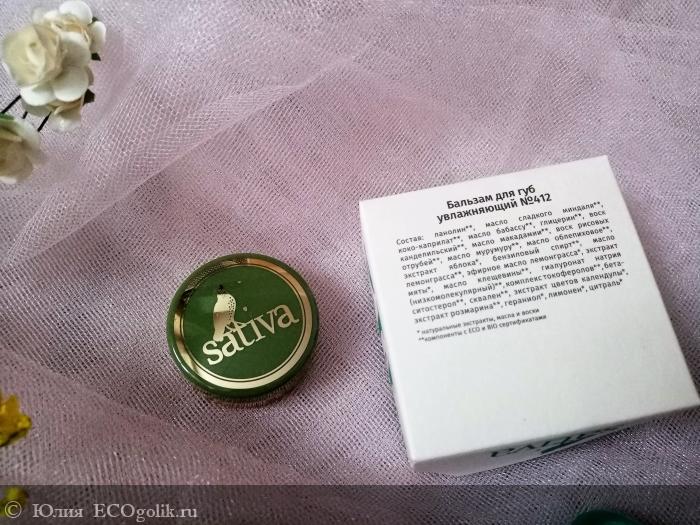 sativa
Бальзам для губ
увлажняющий №412
Состав: ланолин**, масло сладкого миндаля**,
коко-каприлат**, масло бабассу**, глицерин**, воск
канделильский**, масло макадамии**, воск рисовых
отрубей**, масло мурумуру**, масло облепиховое**,
экстракт яблока*, бензиловый спирт**, масло
лемонграсса**, эфирное масло лемонграсса*, экстракт
мяты*, масло клещевины*, гиалуронат натрия
(низкомолекулярный)**, комплекс токоферолов**, бета-
ситостерол**, сквален**, экстракт цветов календулы*,
экстракт розмарина**, гераниол*, лимонен*, цитраль*
* натуральные экстракты, масла и воски
**компоненты с ECO и BIO сертификатами
© Юлия ECOgolik.ru